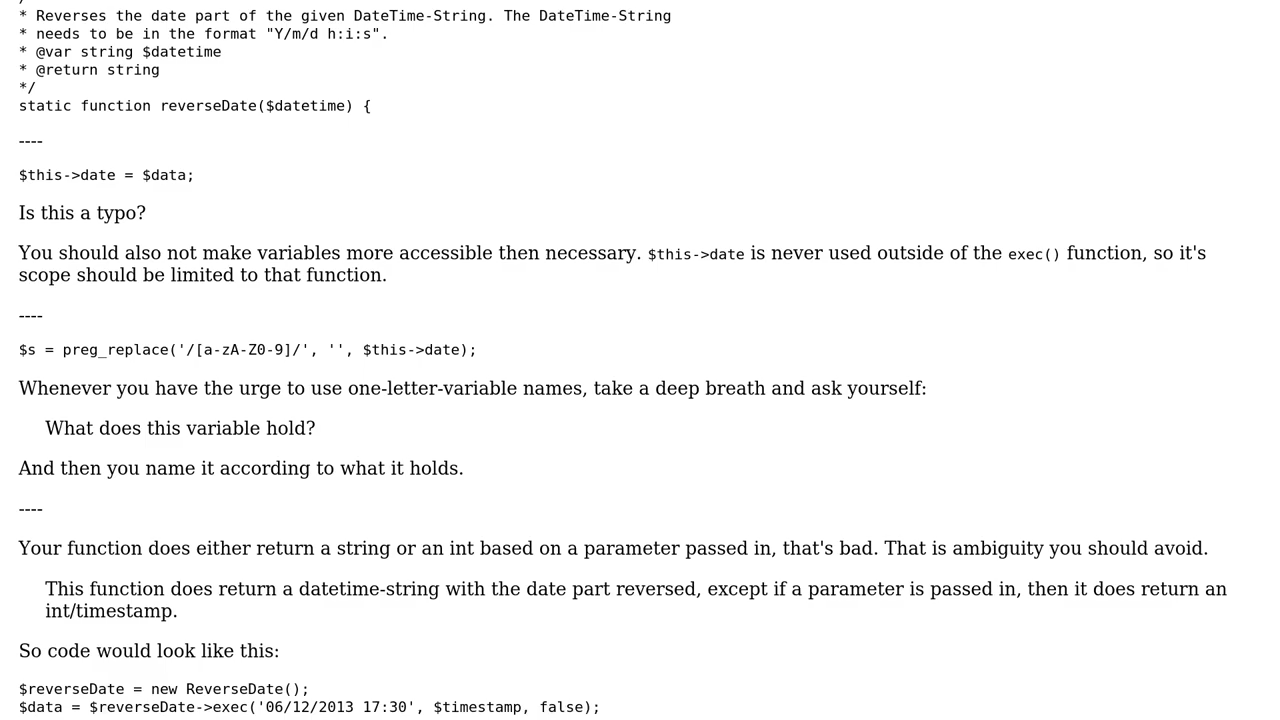 /
* Reverses the date part of the given DateTime-String. The DateTime-String
* needs to be in the format "Y/m/d h:i:s".
* @var string $datetime
* @return string
*/
static function reverseDate($datetime) {
----
$this->date = $data;
Is this a typo?
You should also not make variables more accessible then necessary. $this->date is never used outside of the exec() function, so it's
scope should be limited to that function.
----
$s = preg_replace('/[a-zA-Z0-9]/', '', $this->date);
Whenever you have the urge to use one-letter-variable names, take a deep breath and ask yourself:
What does this variable hold?
And then you name it according to what it holds.
----
Your function does either return a string or an int based on a parameter passed in, that's bad. That is ambiguity you should avoid.
This function does return a datetime-string with the date part reversed, except if a parameter is passed in, then it does return an
int/timestamp.
So code would look like this:
$reverseDate = new ReverseDate();
$data = $reverseDate->exec('06/12/2013 17:30', $timestamp, false);